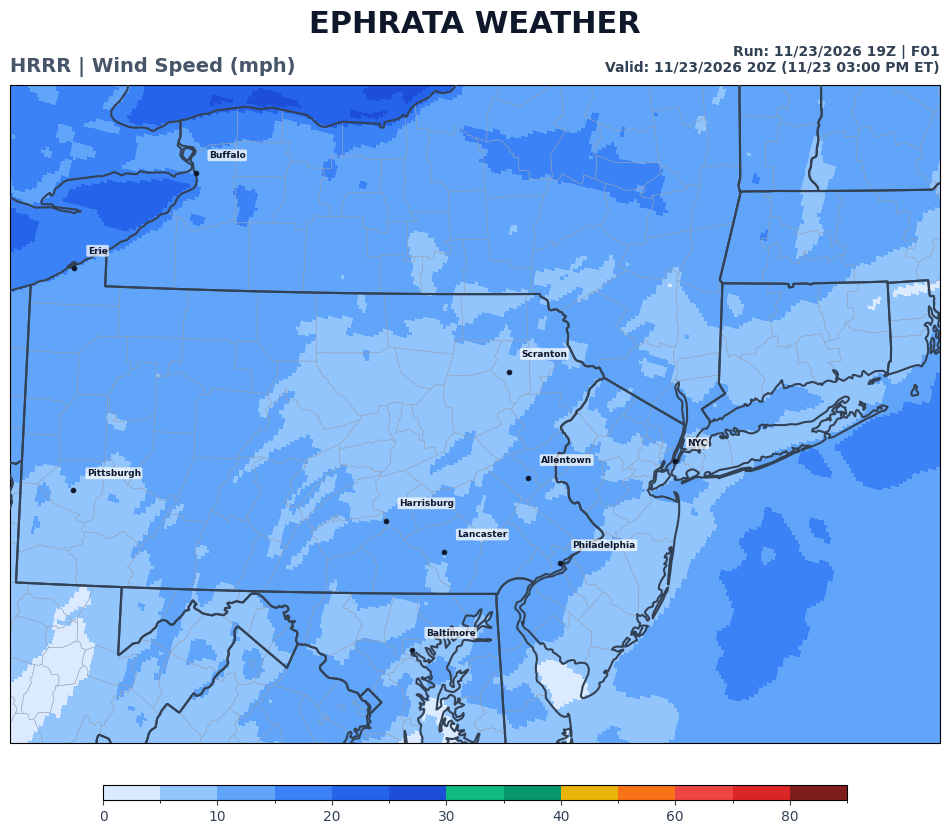 EPHRATA WEATHER
HRRR | Wind Speed (mph)
Run: 11/23/2026 19Z | F01
Valid: 11/23/2026 20Z (11/23 03:00 PM ET)
Buffalo
Erie
Scranton
NYC
Allentown
Pittsburgh
Harrisburg
Lancaster
Philadelphia
Baltimore
0 10 20 30 40 50 60 70 80